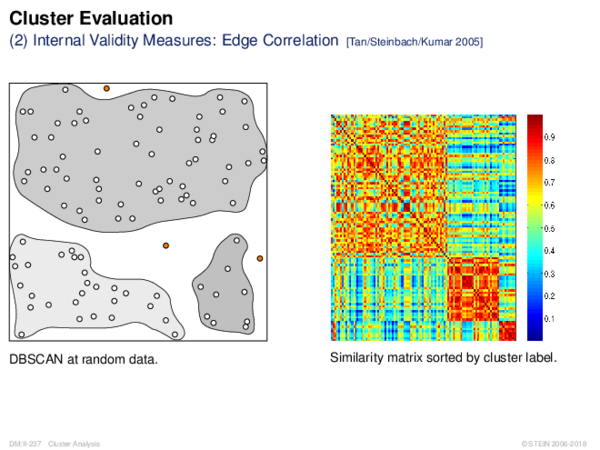 Cluster Evaluation
(2) Internal Validity Measures: Edge Correlation [Tan/Steinbach/Kumar 2005]
0.9
0.8
0.7
0.6
0.5
0.4
0.3
0.2
0.1
DBSCAN at random data.
Similarity matrix sorted by cluster label.
DM:II-237 Cluster Analysis
© STEIN 2006-2018